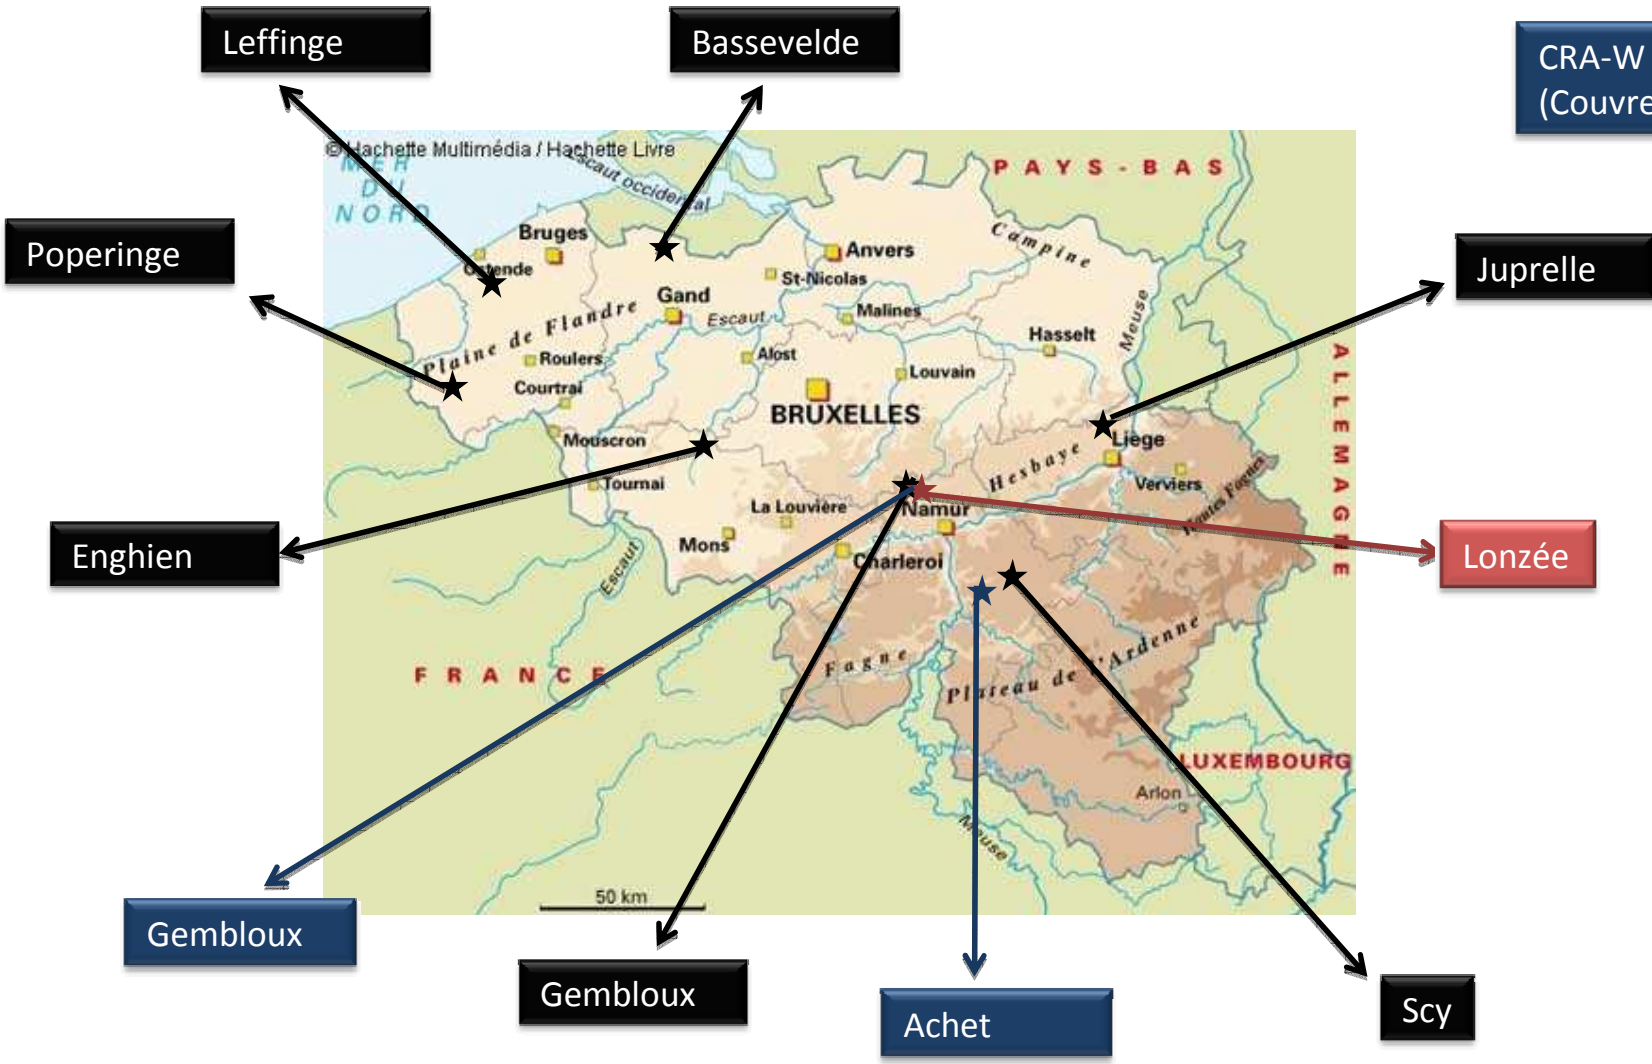 Leffinge
Bassevelde
CRA-W
(Couvre
© Hachette Multimédia / Hachette Livre
MER
DU
NORD
Escaut occidental
PAYS-BAS
Poperinge
Bruges
Ostende
Anvers
Campine
St-Nicolas
Juprelle
Gand
Escaut
Malines
Plaine de Flandre
Hasselt
Meuse
Roulers
Alost
Louvain
Courtrai
BRUXELLES
ALLEMAGNE
Mouscron
Liège
Hesbaye
Tournai
Verviers
Hautes Fagnes
La Louvière
Namur
Enghien
Mons
Charleroi
Lonzée
Escaut
FRANCE
Fagne
Plateau de l'Ardenne
LUXEMBOURG
Arlon
Meuse
50 km
Gembloux
Gembloux
Achet
Scy